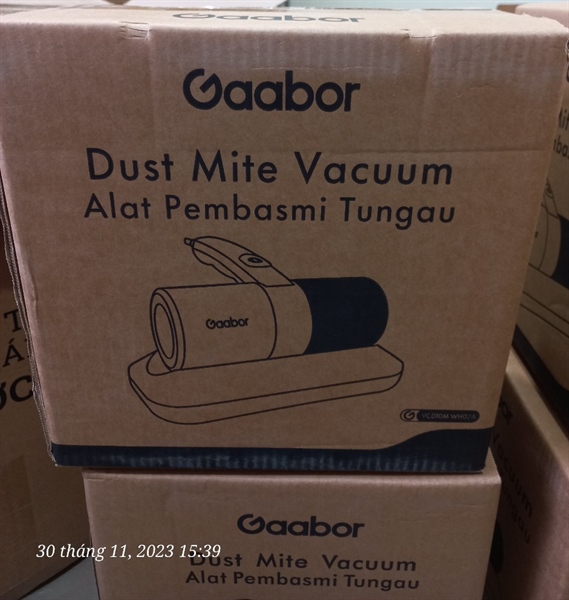 Gaabor
Dust Mite Vacuum
Alat Pembasmi Tungau
Gaabor
Gaabor
30 tháng 11, 2023 15:39
Dust Mite Vacuum
Alat Pembasmi Tungau